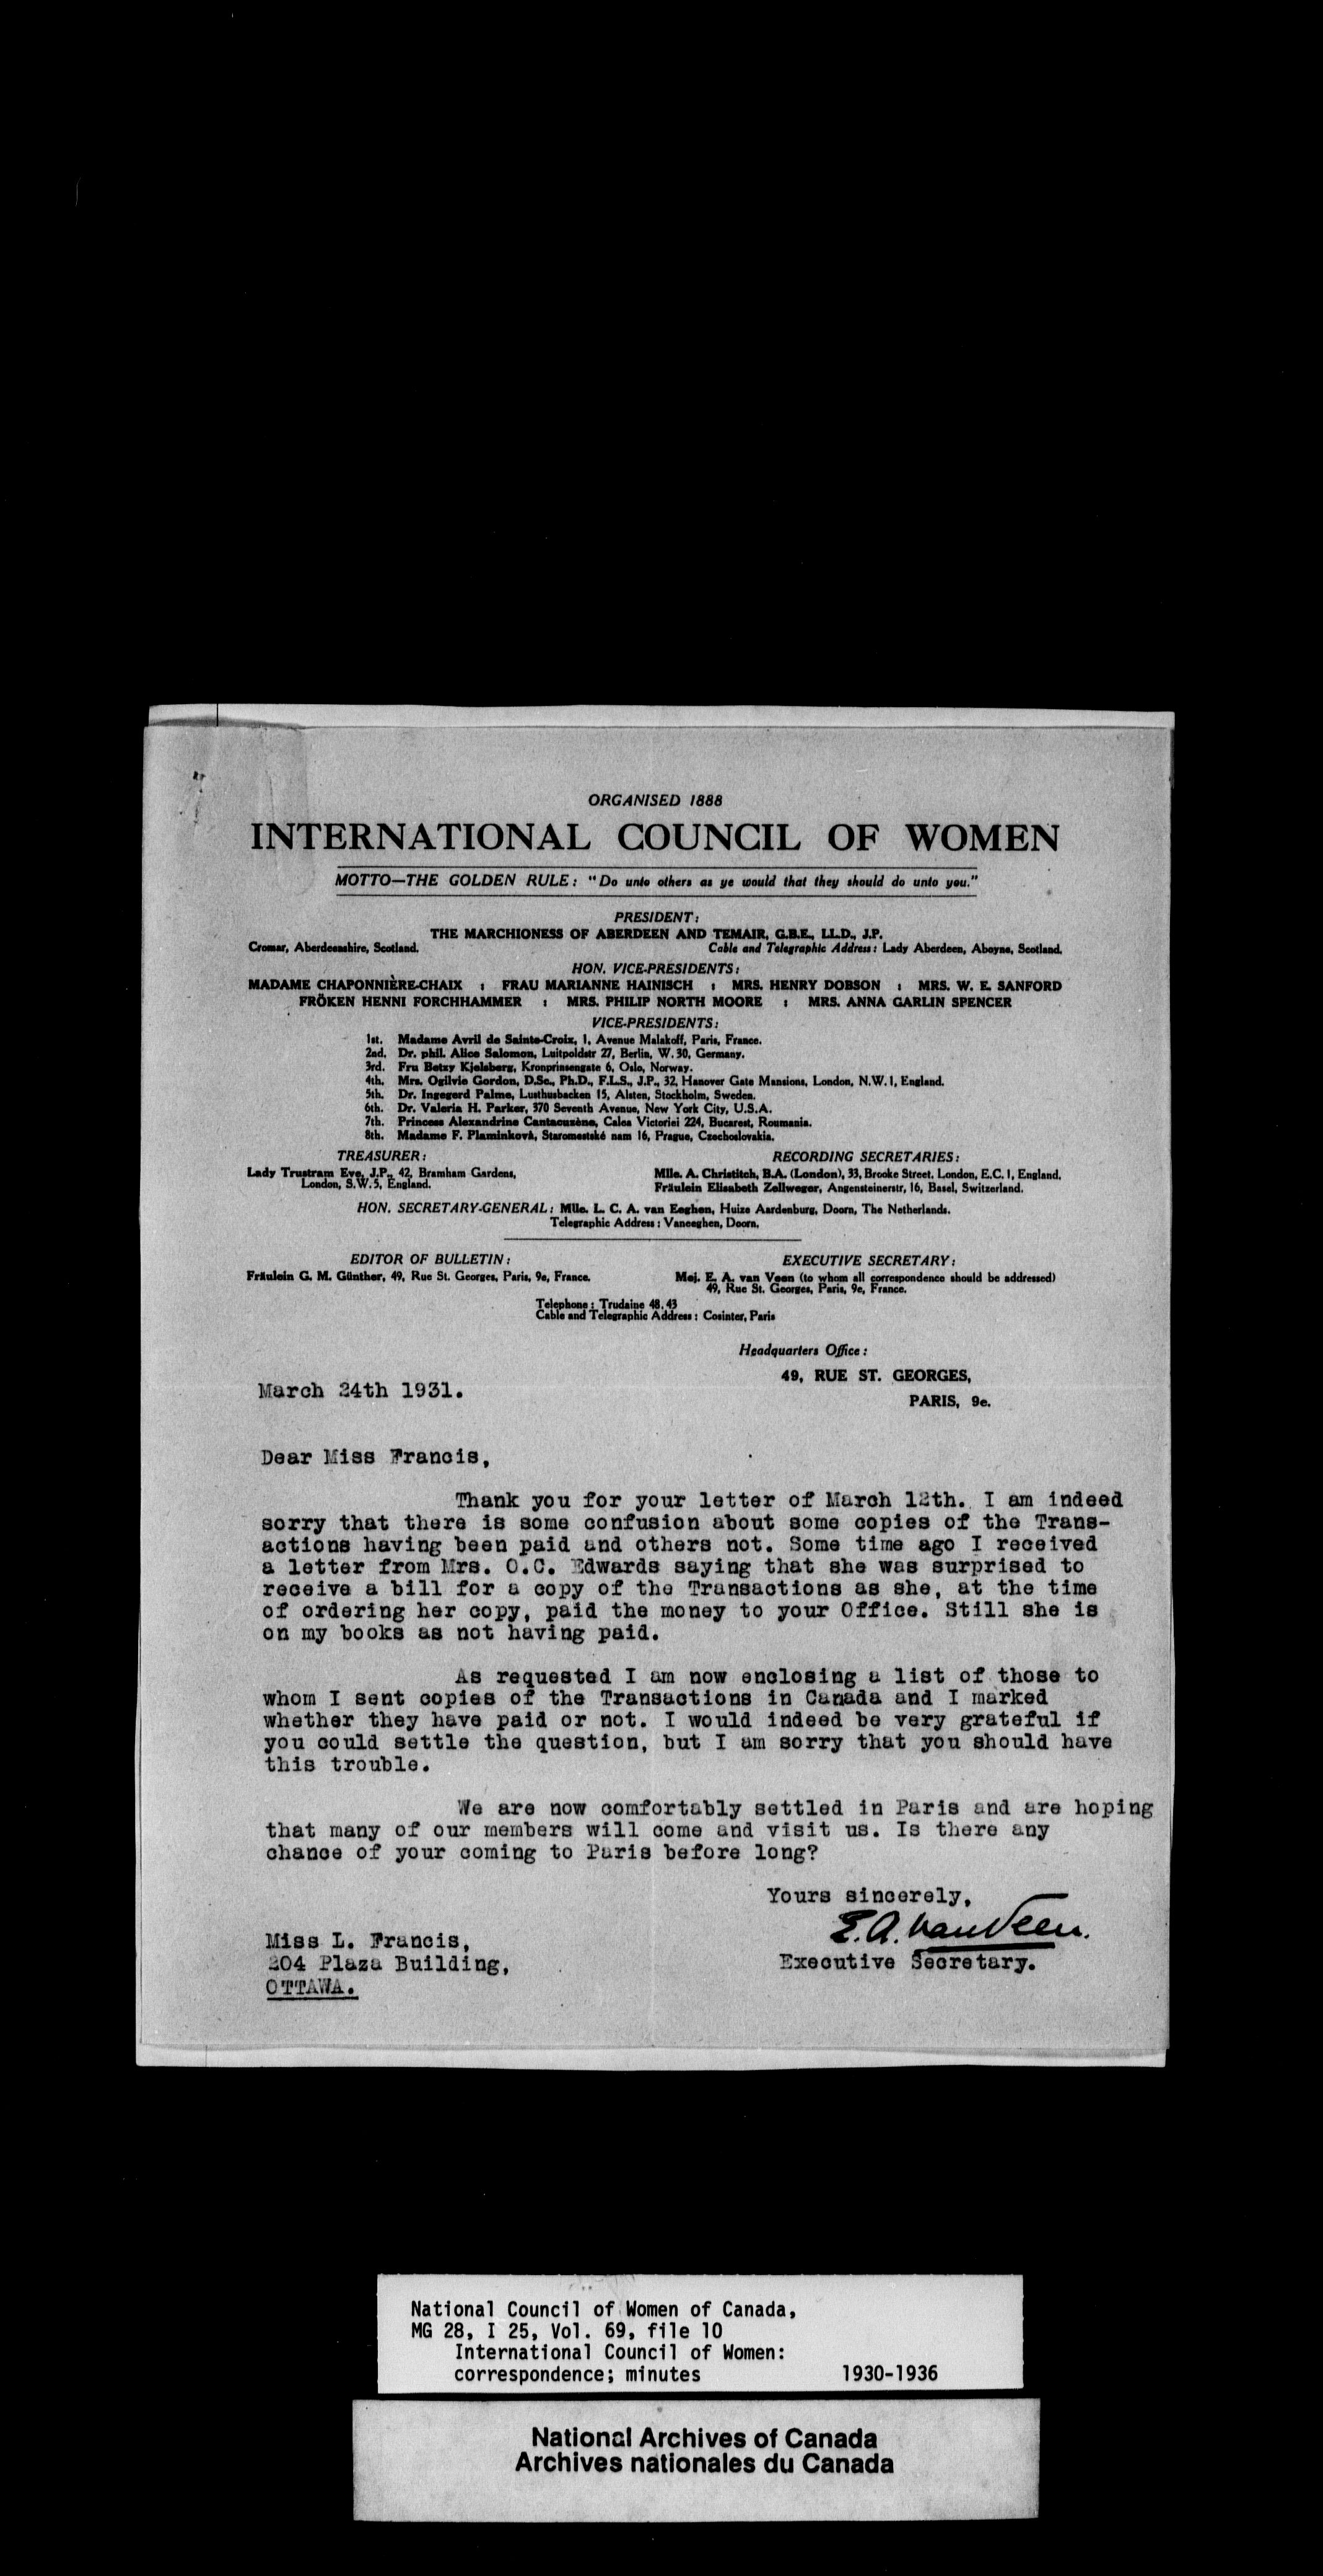 ORGANISED 1888
INTERNATIONAL COUNCIL OF WOMEN
MOTTO—THE GOLDEN RULE: "Do unto others as ye would that they should do unto you."
PRESIDENT:
THE MARCHIONESS OF ABERDEEN AND TEMAIR, G.B.E., LL.D., J.P.
Cromar, Aberdeenshire, Scotland. Cable and Telegraphic Address: Lady Aberdeen, Aboyne, Scotland.
HON. VICE-PRESIDENTS:
MADAME CHAPONNIÈRE-CHAIX : FRAU MARIANNE HAINISCH : MRS. HENRY DOBSON : MRS. W. E. SANFORD
FRÖKEN HENNI FORCHHAMMER : MRS. PHILIP NORTH MOORE : MRS. ANNA GARLIN SPENCER
VICE-PRESIDENTS:
1st. Madame Avril de Sainte-Croix, 1, Avenue Malakoff, Paris, France.
2nd. Dr. phil. Alice Salomon, Luitpoldstr 27, Berlin, W. 30, Germany.
3rd. Fru Betzy Kjelsberg, Kronprinsengate 6, Oslo, Norway.
4th. Mrs. Ogilvie Gordon, D.Sc., Ph.D., F.L.S., J.P., 32, Hanover Gate Mansions, London, N.W. 1, England.
5th. Dr. Ingegerd Palme, Lusthusbacken 15, Alsten, Stockholm, Sweden.
6th. Dr. Valeria H. Parker, 370 Seventh Avenue, New York City, U.S.A.
7th. Princess Alexandrine Cantacuzène, Calea Victoriei 224, Bucarest, Roumania.
8th. Madame F. Plaminková, Staromestské nam 16, Prague, Czechoslovakia.
TREASURER:
Lady Trustram Eve, J.P., 42, Bramham Gardens,
London, S.W. 5, England.
RECORDING SECRETARIES:
Mlle. A. Christitch, B.A. (London), 33, Brooke Street, London, E.C. 1, England.
Fräulein Elisabeth Zellweger, Angensteinerstr, 16, Basel, Switzerland.
HON. SECRETARY-GENERAL: Mlle. L. C. A. van Eeghen, Huize Aardenburg, Doorn, The Netherlands.
Telegraphic Address: Vaneeghen, Doorn.
EDITOR OF BULLETIN:
Fräulein G. M. Günther, 49, Rue St. Georges, Paris, 9e, France.
EXECUTIVE SECRETARY:
Mej. E. A. van Veen (to whom all correspondence should be addressed)
49, Rue St. Georges, Paris, 9e, France.
Telephone: Trudaine 48.43
Cable and Telegraphic Address: Cosinter, Paris
Headquarters Office:
49, RUE ST. GEORGES,
PARIS, 9e.
March 24th 1931.
Dear Miss Francis,
Thank you for your letter of March 12th. I am indeed
sorry that there is some confusion about some copies of the Trans-
actions having been paid and others not. Some time ago I received
a letter from Mrs. O.C. Edwards saying that she was surprised to
receive a bill for a copy of the Transactions as she, at the time
of ordering her copy, paid the money to your Office. Still she is
on my books as not having paid.
As requested I am now enclosing a list of those to
whom I sent copies of the Transactions in Canada and I marked
whether they have paid or not. I would indeed be very grateful if
you could settle the question, but I am sorry that you should have
this trouble.
We are now comfortably settled in Paris and are hoping
that many of our members will come and visit us. Is there any
chance of your coming to Paris before long?
Yours sincerely,
E.A. van Veen.
Executive Secretary.
Miss L. Francis,
204 Plaza Building,
OTTAWA.
National Council of Women of Canada,
MG 28, I 25, Vol. 69, file 10
International Council of Women:
correspondence; minutes 1930-1936
National Archives of Canada
Archives nationales du Canada